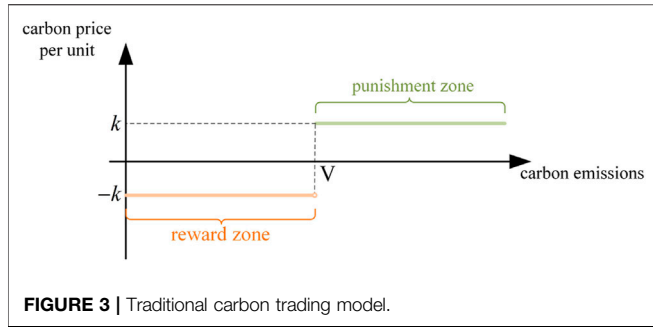 carbon price
per unit
punishment zone
k
V
carbon emissions
−k
reward zone
FIGURE 3 | Traditional carbon trading model.